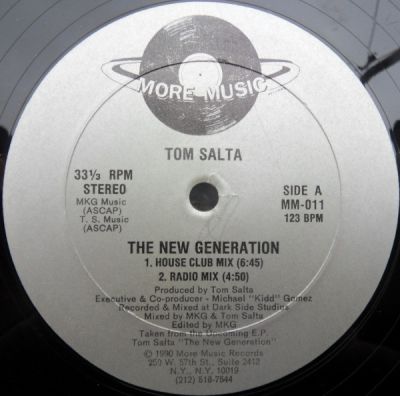 MORE MUSIC
TOM SALTA
33⅓ RPM
STEREO
MKG Music
(ASCAP)
T. S. Music
(ASCAP)
SIDE A
MM-011
123 BPM
THE NEW GENERATION
1. HOUSE CLUB MIX (6:45)
2. RADIO MIX (4:50)
Produced by Tom Salta
Executive & Co-producer - Michael "Kidd" Gomez
Recorded & Mixed at Dark Side Studios
Mixed by MKG & Tom Salta
Edited by MKG
Taken from the Upcoming E.P.
Tom Salta "The New Generation"
© 1990 More Music Records
250 W. 57th St., Suite 2412
N.Y., N.Y. 10019
(212) 518-7544